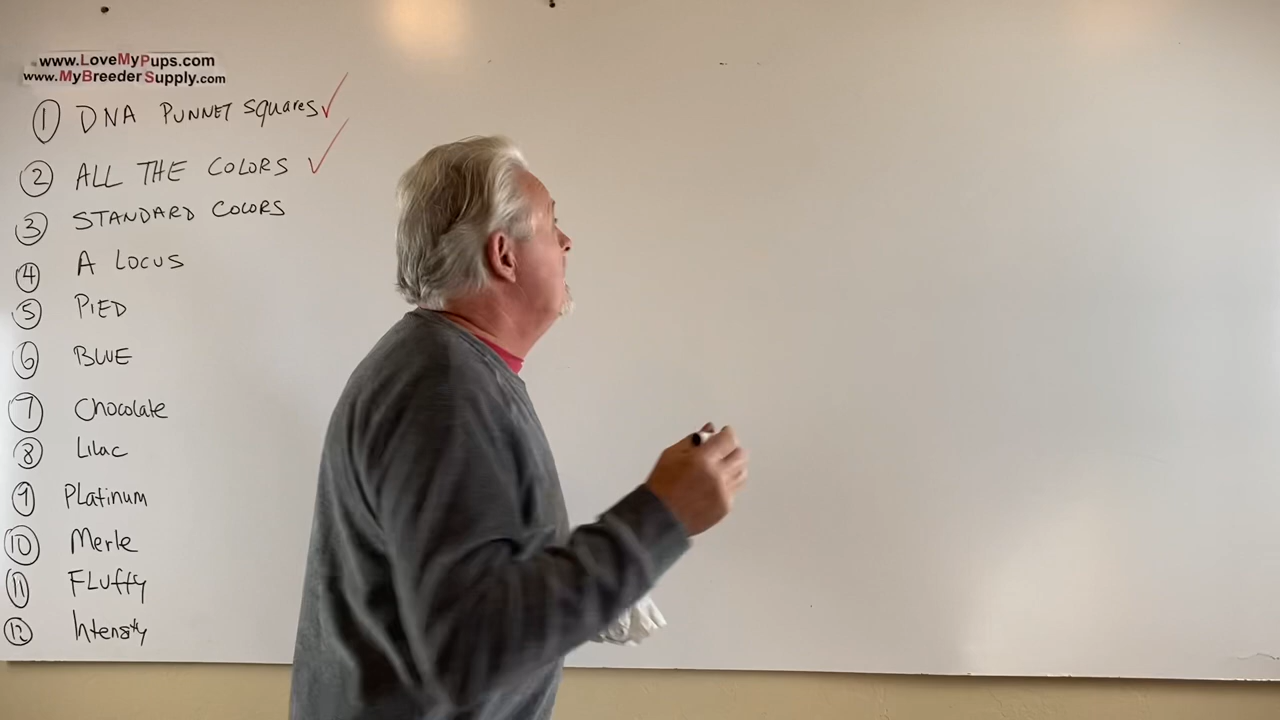 www.LoveMyPups.com
www.MyBreederSupply.com
1 DNA PUNNET Squares ✓
2 ALL THE COLORS ✓
3 STANDARD COLORS
4 A LOCUS
5 PIED
6 BLUE
7 Chocolate
8 Lilac
9 Platinum
10 Merle
11 FLuffy
12 Intensity